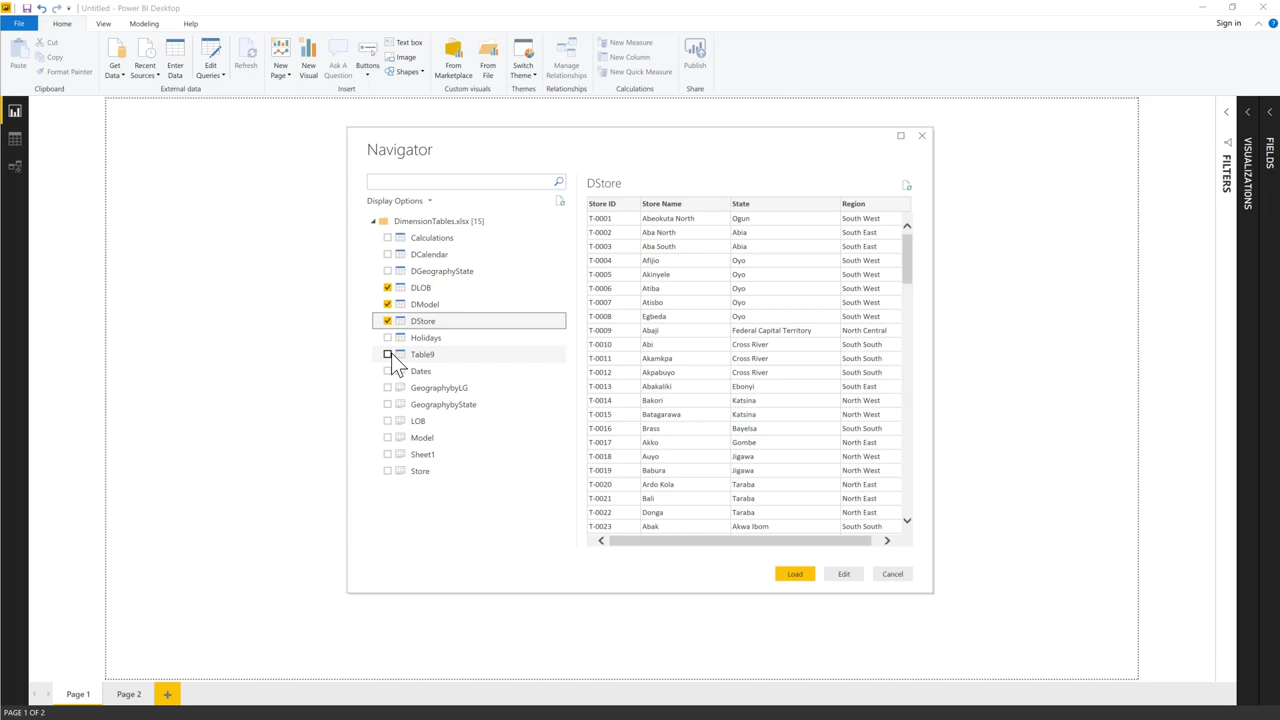 Untitled - Power BI Desktop
File Home View Modeling Help Sign in
Paste Cut Copy Format Painter
Get Data Recent Sources Enter Data Edit Queries Refresh
New Page New Visual Ask A Question Buttons Text box Image Shapes
From Marketplace From File Switch Theme Manage Relationships
New Measure New Column New Quick Measure Publish
Clipboard External data Insert Custom visuals Themes Relationships Calculations Share
Navigator
Display Options
DimensionTables.xlsx [15]
Calculations
DCalendar
DGeographyState
DLOB
DModel
DStore
Holidays
Table9
Dates
GeographybyLG
GeographybyState
LOB
Model
Sheet1
Store
DStore
Store ID Store Name State Region
T-0001 Abeokuta North Ogun South West
T-0002 Aba North Abia South East
T-0003 Aba South Abia South East
T-0004 Afijio Oyo South West
T-0005 Akinyele Oyo South West
T-0006 Atiba Oyo South West
T-0007 Atisbo Oyo South West
T-0008 Egbeda Oyo South West
T-0009 Abaji Federal Capital Territory North Central
T-0010 Abi Cross River South South
T-0011 Akamkpa Cross River South South
T-0012 Akpabuyo Cross River South South
T-0013 Abakaliki Ebonyi South East
T-0014 Bakori Katsina North West
T-0015 Batagarawa Katsina North West
T-0016 Brass Bayelsa South South
T-0017 Akko Gombe North East
T-0018 Auyo Jigawa North West
T-0019 Babura Jigawa North West
T-0020 Ardo Kola Taraba North East
T-0021 Bali Taraba North East
T-0022 Donga Taraba North East
T-0023 Abak Akwa Ibom South South
Load Edit Cancel
FILTERS
VISUALIZATIONS
FIELDS
Page 1 Page 2
PAGE 1 OF 2